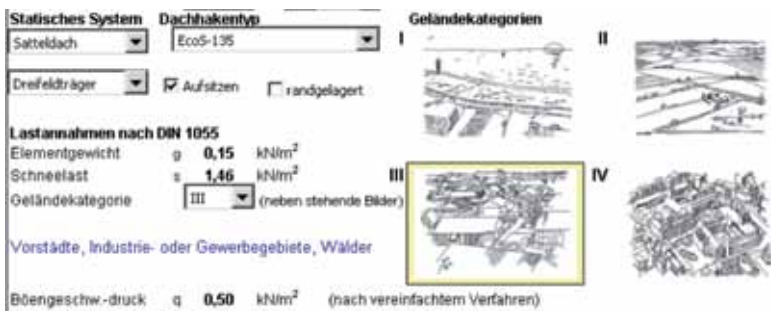 Statisches System Dachhakentyp Geländekategorien
Satteldach EcoS-135 I II
Dreifeldträger Aufsitzen randgelagert
Lastannahmen nach DIN 1055
Elementgewicht g 0,15 kN/m²
Schneelast s 1,46 kN/m² III IV
Geländekategorie III (neben stehende Bilder)
Vorstädte, Industrie- oder Gewerbegebiete, Wälder
Böengeschw.-druck q 0,50 kN/m² (nach vereinfachtem Verfahren)